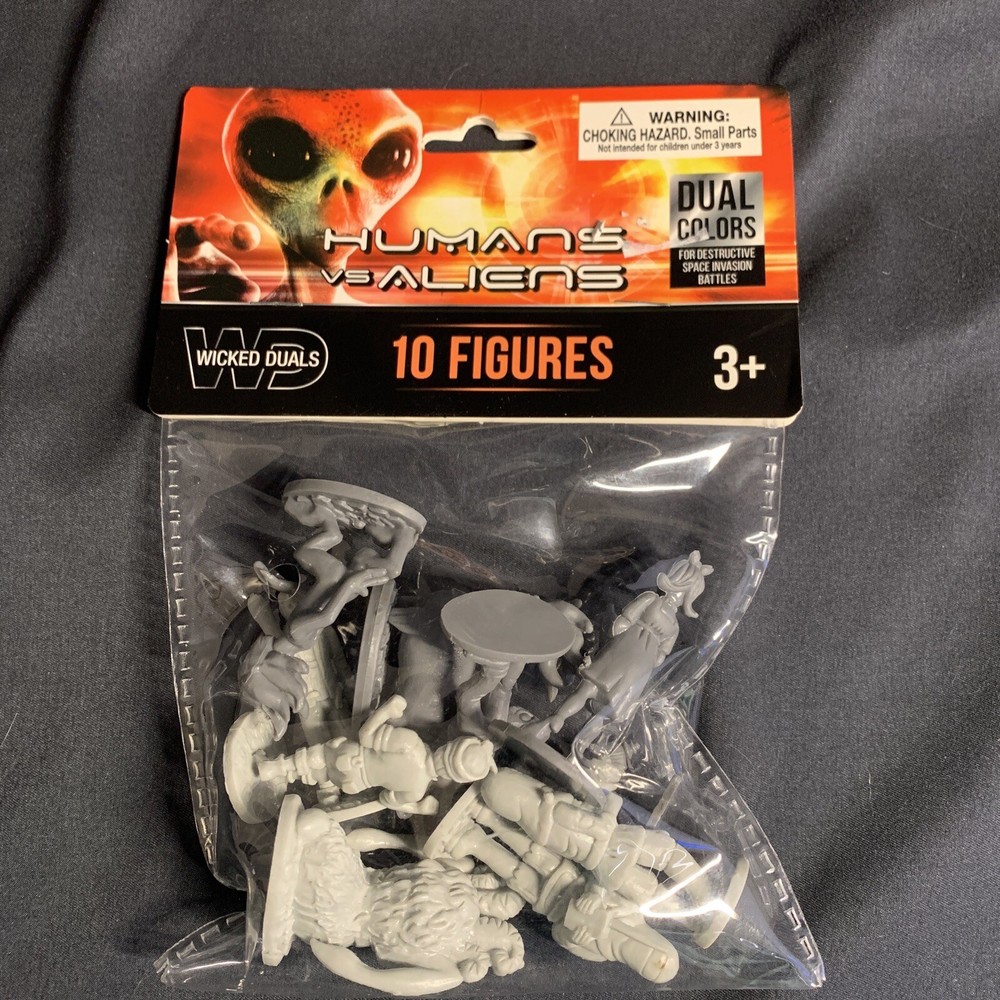 WARNING:
CHOKING HAZARD. Small Parts
Not intended for children under 3 years
DUAL
COLORS
FOR DESTRUCTIVE
SPACE INVASION
BATTLES
HUMANS
VS ALIENS
WD
WICKED DUALS
10 FIGURES
3+